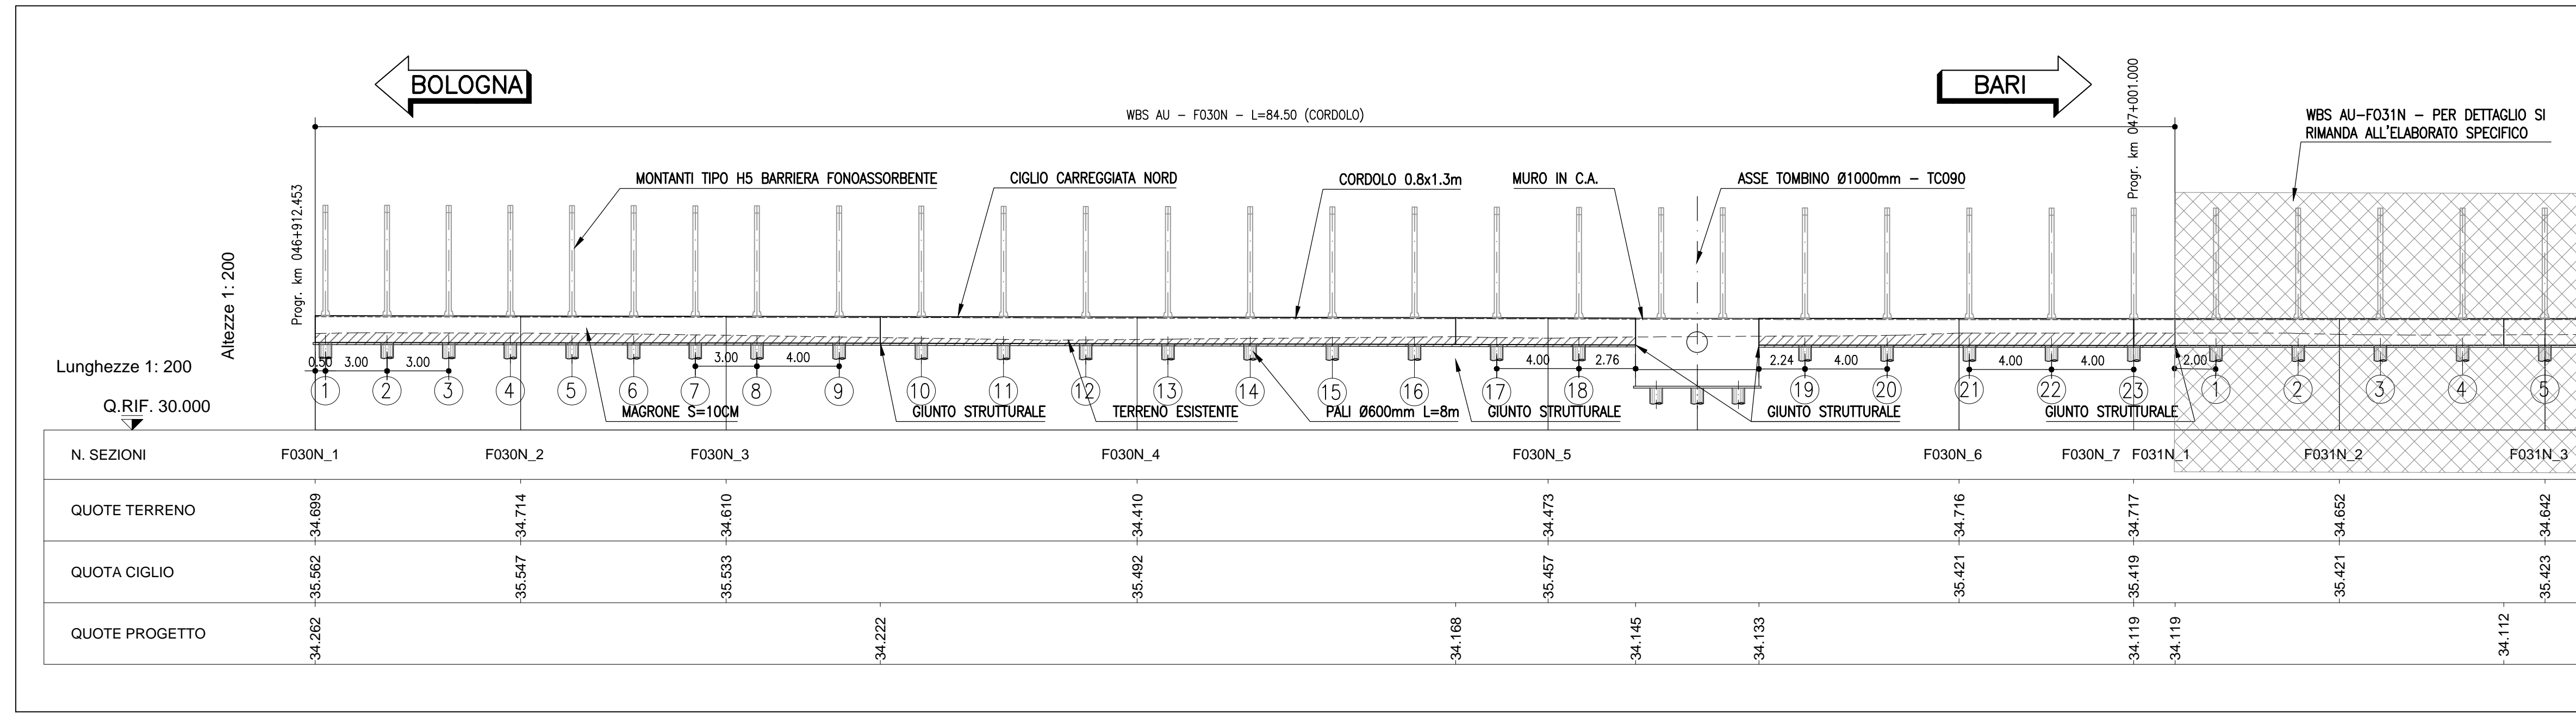 BOLOGNA
BARI
WBS AU - FO30N - L=84.50 (CORDOLO)
Progr. km 047+001.000
WBS AU-FO31N - PER DETTAGLIO SI
RIMANDA ALL'ELABORATO SPECIFICO
Progr. km 046+912.453
MONTANTI TIPO H5 BARRIERA FONOASSORBENTE
CIGLIO CARREGGIATA NORD
CORDOLO 0.8x1.3m
MURO IN C.A.
ASSE TOMBINO Ø1000mm - TC090
Altezze 1: 200
Lunghezze 1: 200
0.50 3.00 3.00 3.00 4.00 4.00 2.76 2.24 4.00 4.00 4.00 2.00
1 2 3 4 5 6 7 8 9 10 11 12 13 14 15 16 17 18 19 20 21 22 23 1 2 3 4 5
Q.RIF. 30.000
MAGRONE S=10CM
GIUNTO STRUTTURALE
TERRENO ESISTENTE
PALI Ø600mm L=8m
GIUNTO STRUTTURALE
GIUNTO STRUTTURALE
GIUNTO STRUTTURALE
N. SEZIONI F030N_1 F030N_2 F030N_3 F030N_4 F030N_5 F030N_6 F030N_7 F031N_1 F031N_2 F031N_3
QUOTE TERRENO 34.699 34.714 34.610 34.410 34.473 34.716 34.717 34.652 34.642
QUOTA CIGLIO 35.562 35.547 35.533 35.492 35.457 35.421 35.419 35.421 35.423
QUOTE PROGETTO 34.262 34.222 34.168 34.145 34.133 34.119 34.119 34.112